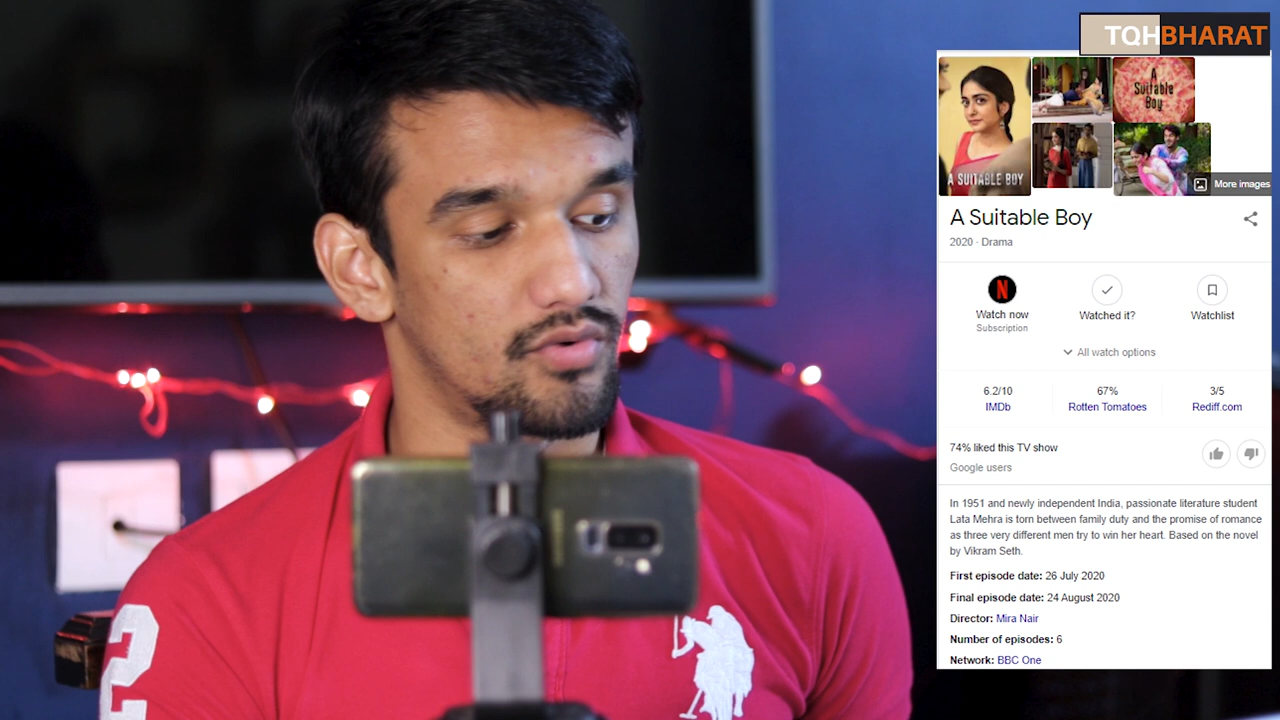 TQHBHARAT
A SUITABLE BOY
A
Suitable
Boy
More images
A Suitable Boy
2020 · Drama
N
Watch now
Subscription
Watched it?
Watchlist
All watch options
6.2/10
IMDb
67%
Rotten Tomatoes
3/5
Rediff.com
74% liked this TV show
Google users
In 1951 and newly independent India, passionate literature student
Lata Mehra is torn between family duty and the promise of romance
as three very different men try to win her heart. Based on the novel
by Vikram Seth.
First episode date: 26 July 2020
Final episode date: 24 August 2020
Director: Mira Nair
Number of episodes: 6
Network: BBC One
2